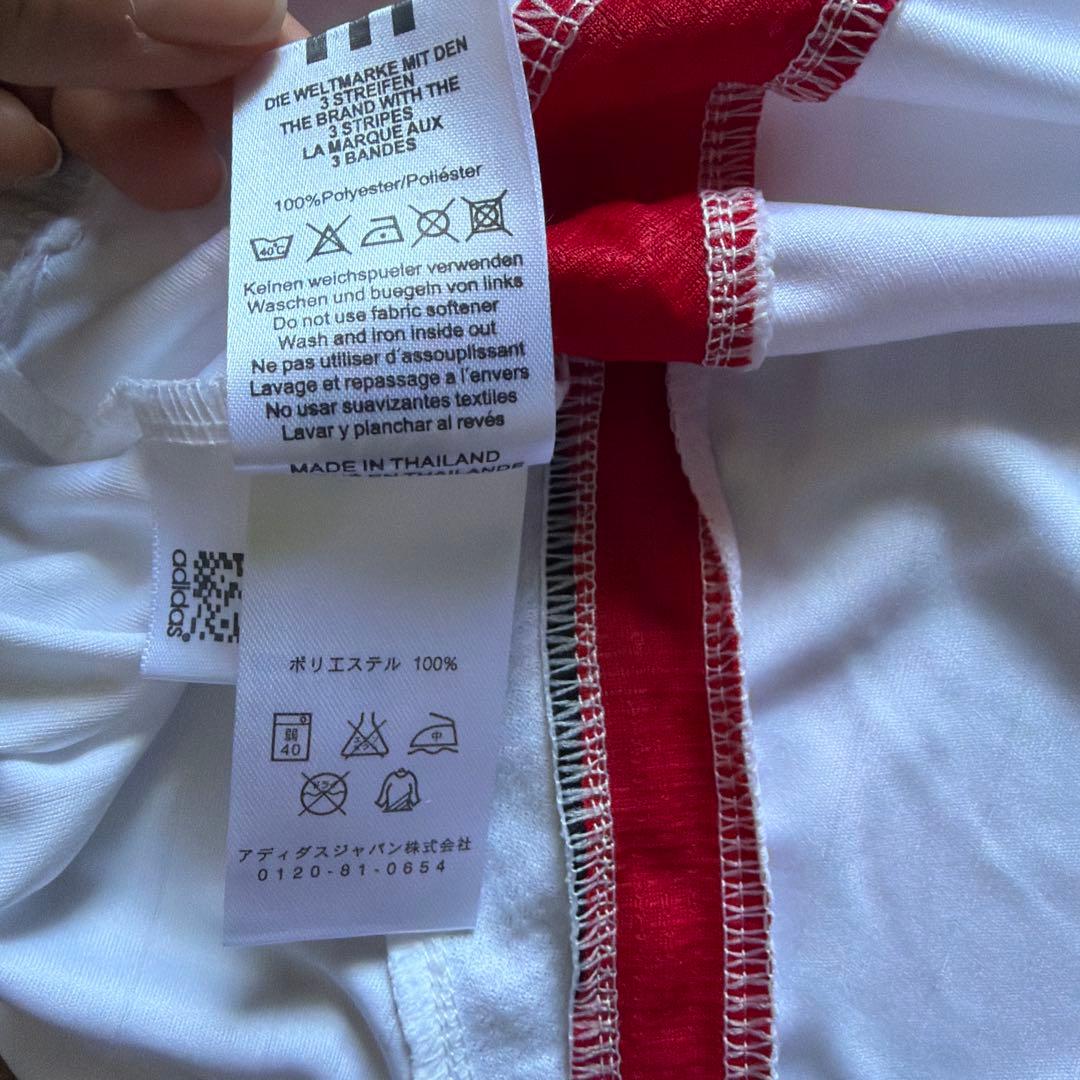 DIE WELTMARKE MIT DEN
3 STREIFEN
THE BRAND WITH THE
3 STRIPES
LA MARQUE AUX
3 BANDES
100%Polyester/Poliéster
40°C
Keinen weichspueler verwenden
Waschen und buegeln von links
Do not use fabric softener
Wash and iron inside out
Ne pas utiliser d'assouplissant
Lavage et repassage a l'envers
No usar suavizantes textiles
Lavar y planchar al revés
MADE IN THAILAND
EN THAILANDE
adidas
ポリエステル 100%
弱
40
中
アディダスジャパン株式会社
0120-81-0654